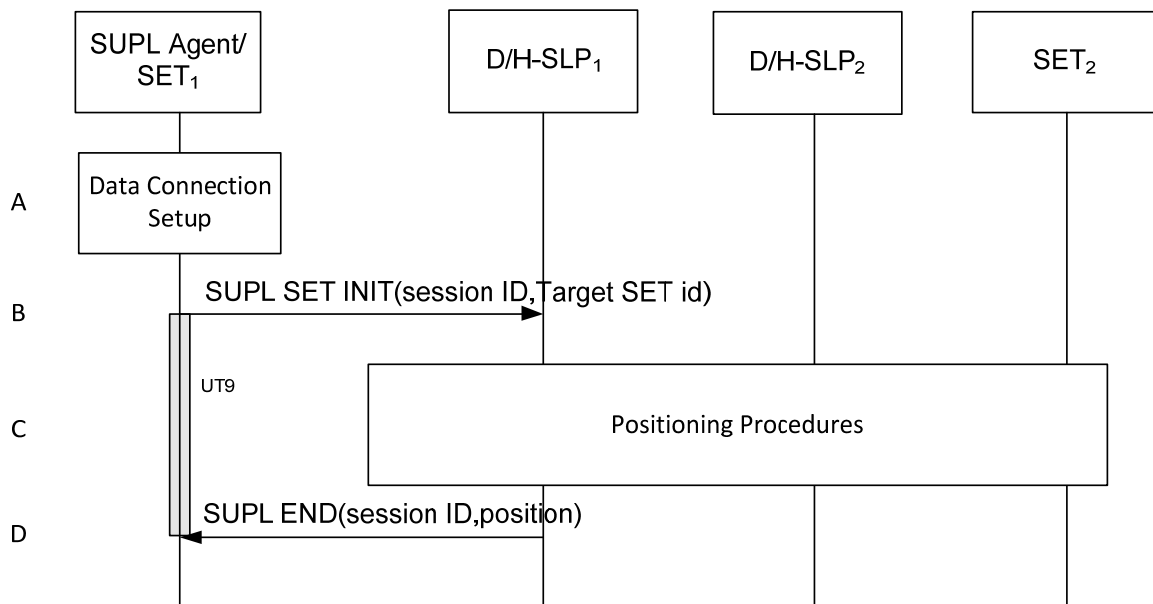 SUPL Agent/
SET₁
D/H-SLP₁
D/H-SLP₂
SET₂
A
Data Connection
Setup
B
SUPL SET INIT(session ID,Target SET id)
UT9
C
Positioning Procedures
D
SUPL END(session ID,position)